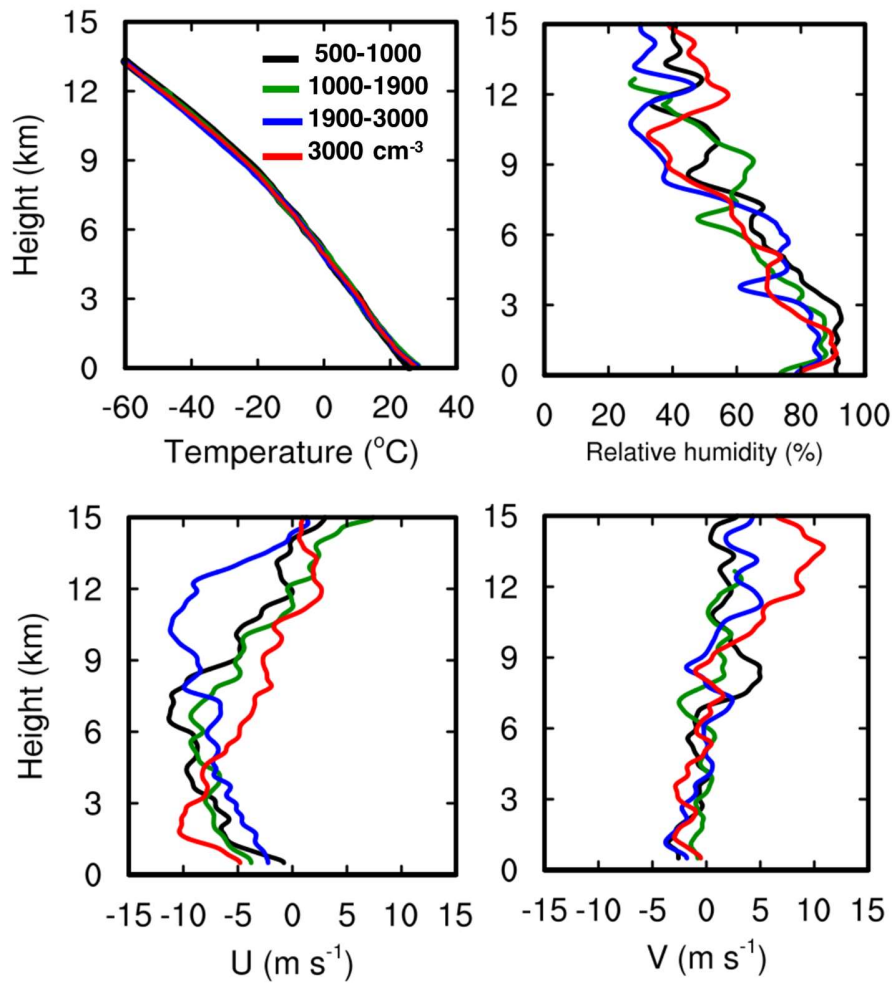 15
12
9
6
3
0
Height (km)
500-1000
1000-1900
1900-3000
3000 cm-3
-60 -40 -20 0 20 40
Temperature (oC)
15
12
9
6
3
0
0 20 40 60 80 100
Relative humidity (%)
15
12
9
6
3
0
Height (km)
-15 -10 -5 0 5 10 15
U (m s-1)
15
12
9
6
3
0
-15 -10 -5 0 5 10 15
V (m s-1)